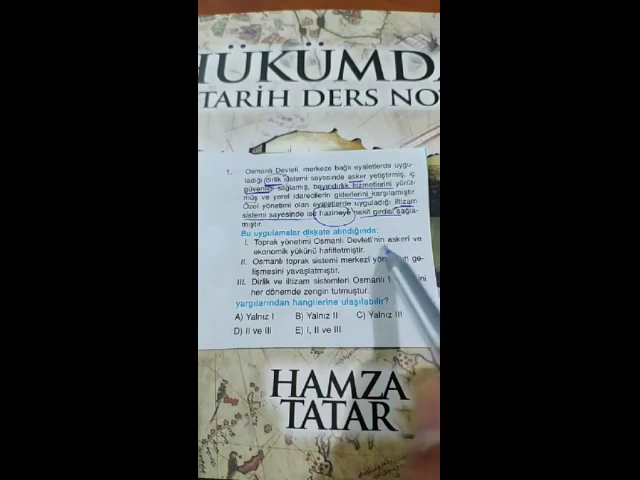 HÜKÜMDA
TARİH DERS NO
1. Osmanlı Devleti, merkeze bağlı eyaletlerde uygu-
ladığı dirlik sistemi sayesinde asker yetiştirmiş, iç
güvenliği sağlamış, bayındırlık hizmetlerini yürüt-
müş ve yerel idarecilerin giderlerini karşılamıştır.
Özel yönetimi olan eyaletlerde uyguladığı iltizam
sistemi sayesinde ise hazineye nakit girdisi sağla-
mıştır.
Bu uygulamalar dikkate alındığında;
I. Toprak yönetimi Osmanlı Devleti'nin askeri ve
ekonomik yükünü hafifletmiştir.
II. Osmanlı toprak sistemi merkezi ge-
lişmesini yavaşlatmıştır.
III. Dirlik ve iltizam sistemleri Osmanlı
her dönemde zengin tutmuştur.
yargılarından hangilerine ulaşılabilir?
A) Yalnız I B) Yalnız II C) Yalnız III
D) II ve III E) I, II ve III
HAMZA
TATAR